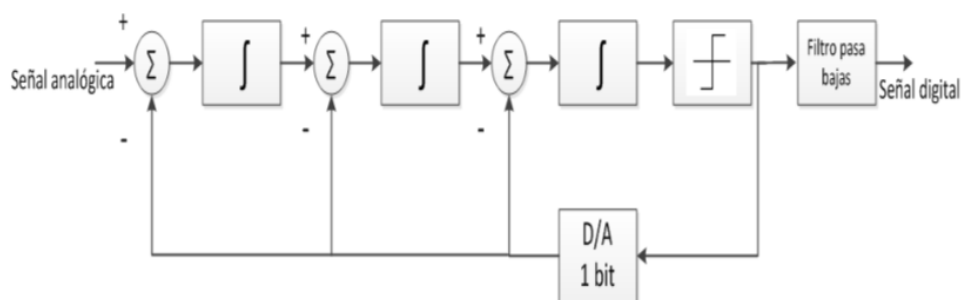 +
+
+
Señal analógica
Σ
∫
Σ
∫
Σ
∫
Filtro pasa
bajas
Señal digital
-
-
-
D/A
1 bit